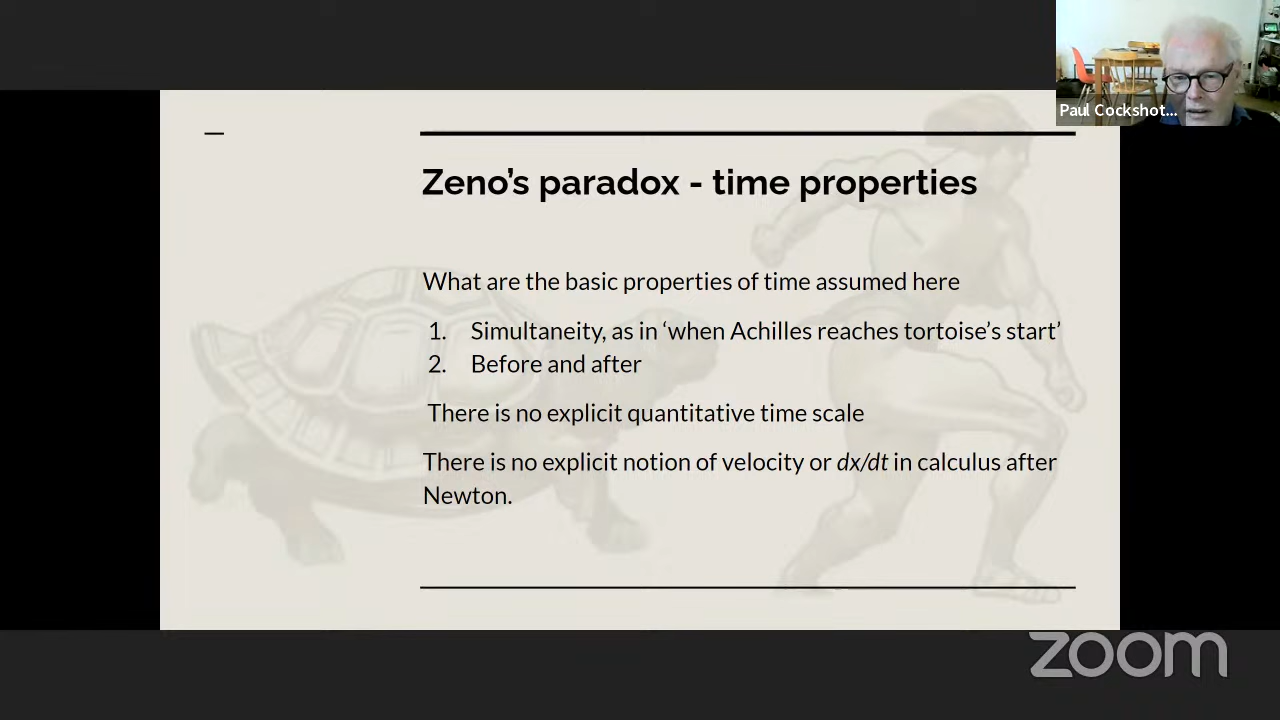 Paul Cockshot...
Zeno’s paradox - time properties
What are the basic properties of time assumed here
1. Simultaneity, as in ‘when Achilles reaches tortoise’s start’
2. Before and after
There is no explicit quantitative time scale
There is no explicit notion of velocity or dx/dt in calculus after
Newton.
zoom